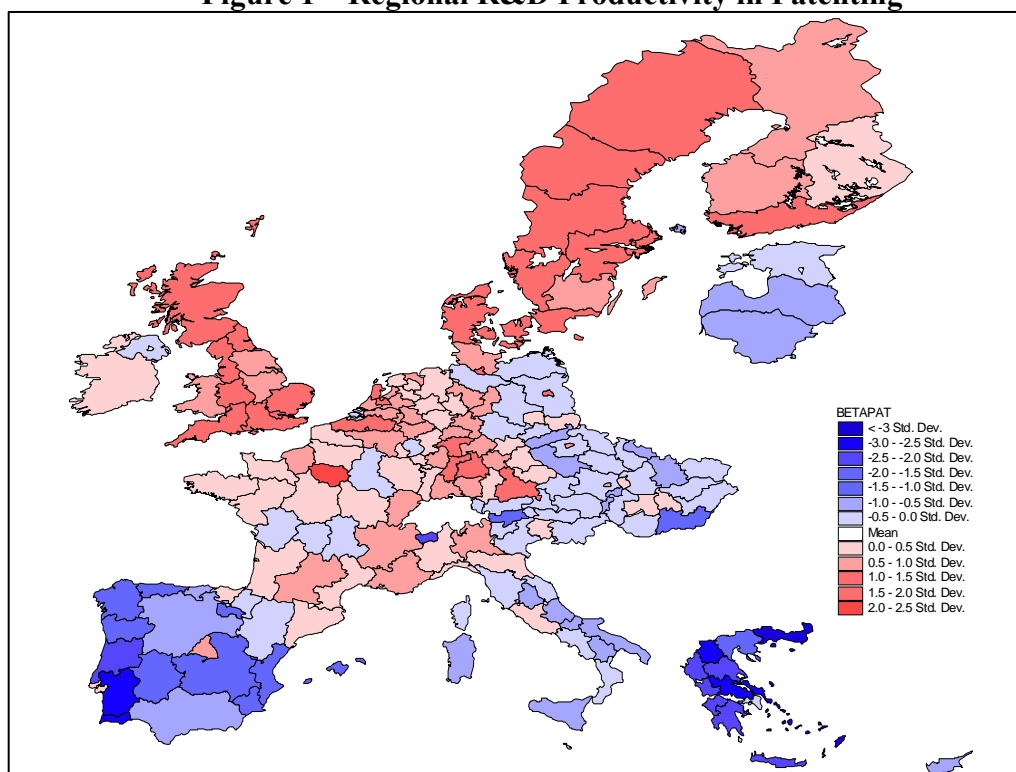 Figure 1 – Regional R&D Productivity in Patenting
BETAPAT
< -3 Std. Dev.
-3.0 - -2.5 Std. Dev.
-2.5 - -2.0 Std. Dev.
-2.0 - -1.5 Std. Dev.
-1.5 - -1.0 Std. Dev.
-1.0 - -0.5 Std. Dev.
-0.5 - 0.0 Std. Dev.
Mean
0.0 - 0.5 Std. Dev.
0.5 - 1.0 Std. Dev.
1.0 - 1.5 Std. Dev.
1.5 - 2.0 Std. Dev.
2.0 - 2.5 Std. Dev.